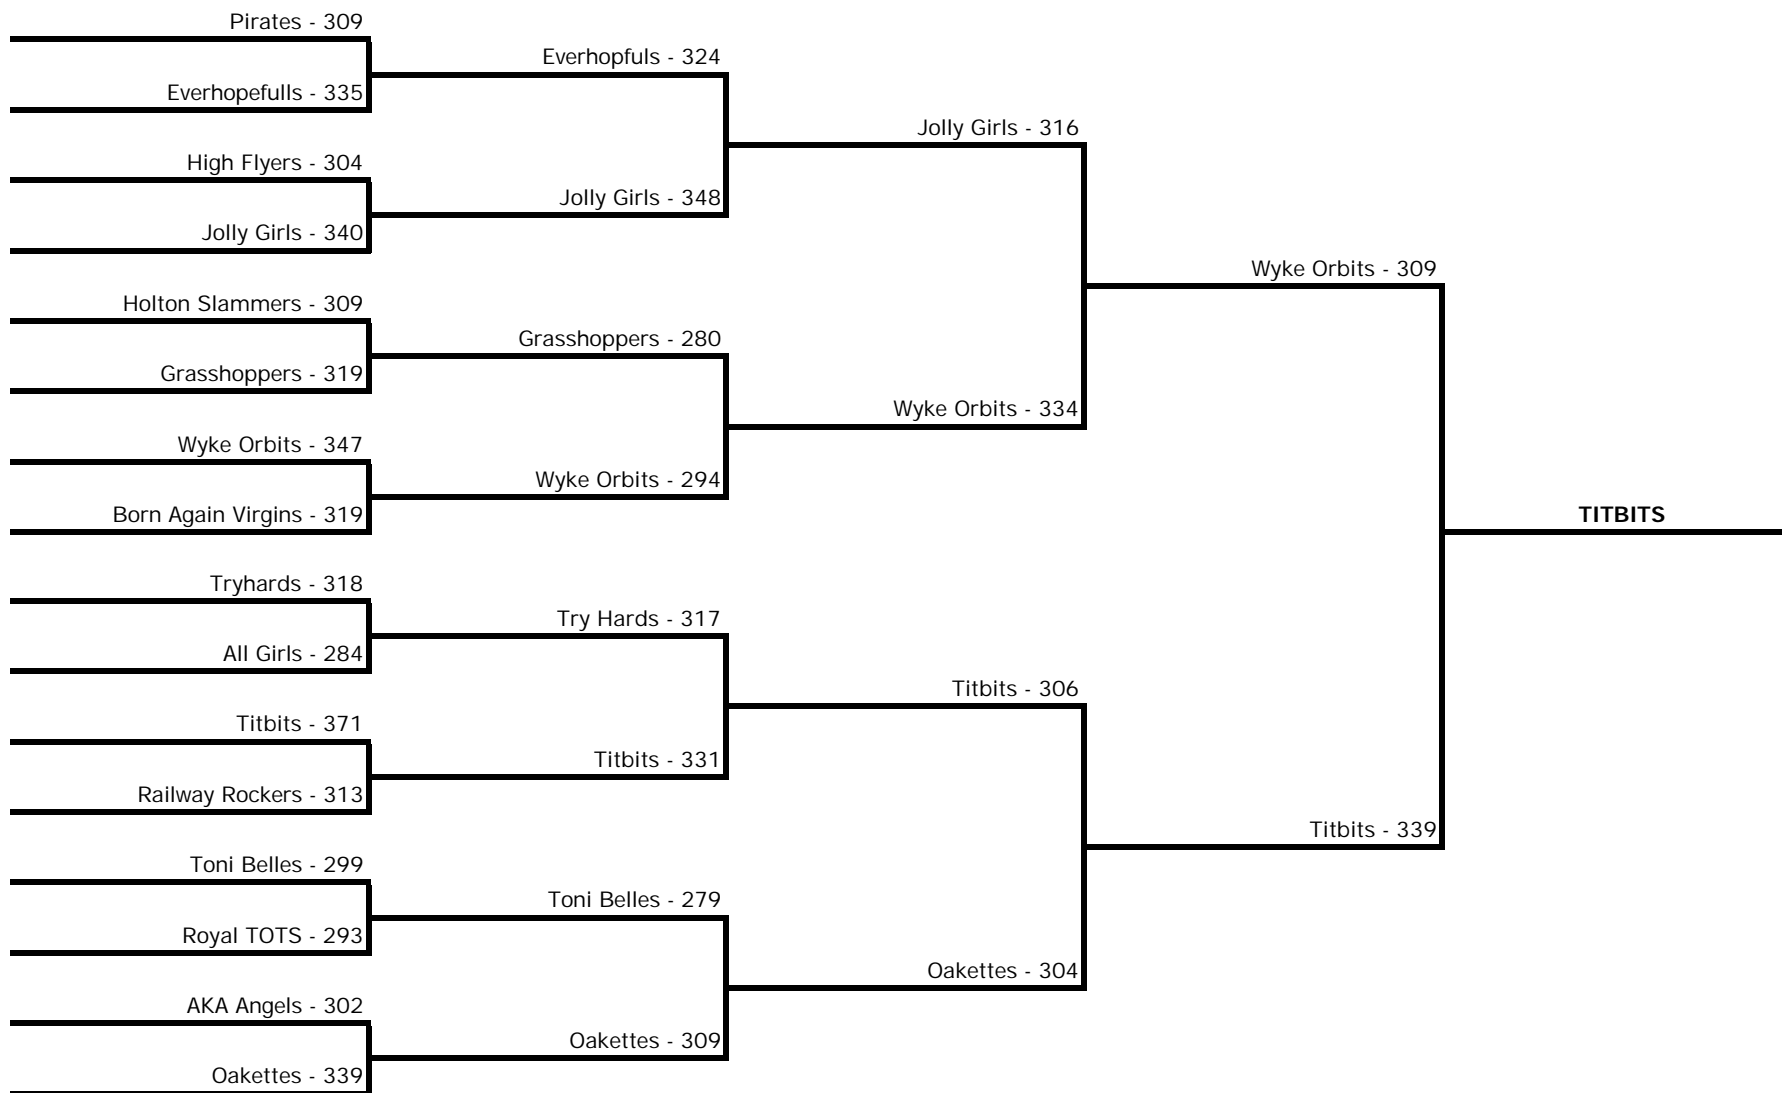 Pirates - 309
Everhopefulls - 335
High Flyers - 304
Jolly Girls - 340
Holton Slammers - 309
Grasshoppers - 319
Wyke Orbits - 347
Born Again Virgins - 319
Tryhards - 318
All Girls - 284
Titbits - 371
Railway Rockers - 313
Toni Belles - 299
Royal TOTS - 293
AKA Angels - 302
Oakettes - 339
Everhopfuls - 324
Jolly Girls - 348
Grasshoppers - 280
Wyke Orbits - 294
Try Hards - 317
Titbits - 331
Toni Belles - 279
Oakettes - 309
Jolly Girls - 316
Wyke Orbits - 334
Titbits - 306
Oakettes - 304
Wyke Orbits - 309
Titbits - 339
TITBITS